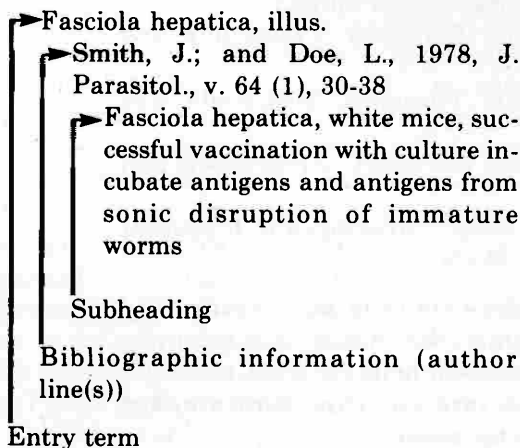 Fasciola hepatica, illus.
Smith, J.; and Doe, L., 1978, J.
Parasitol., v. 64 (1), 30-38
Fasciola hepatica, white mice, suc-
cessful vaccination with culture in-
cubate antigens and antigens from
sonic disruption of immature
worms
Subheading
Bibliographic information (author
line(s))
Entry term